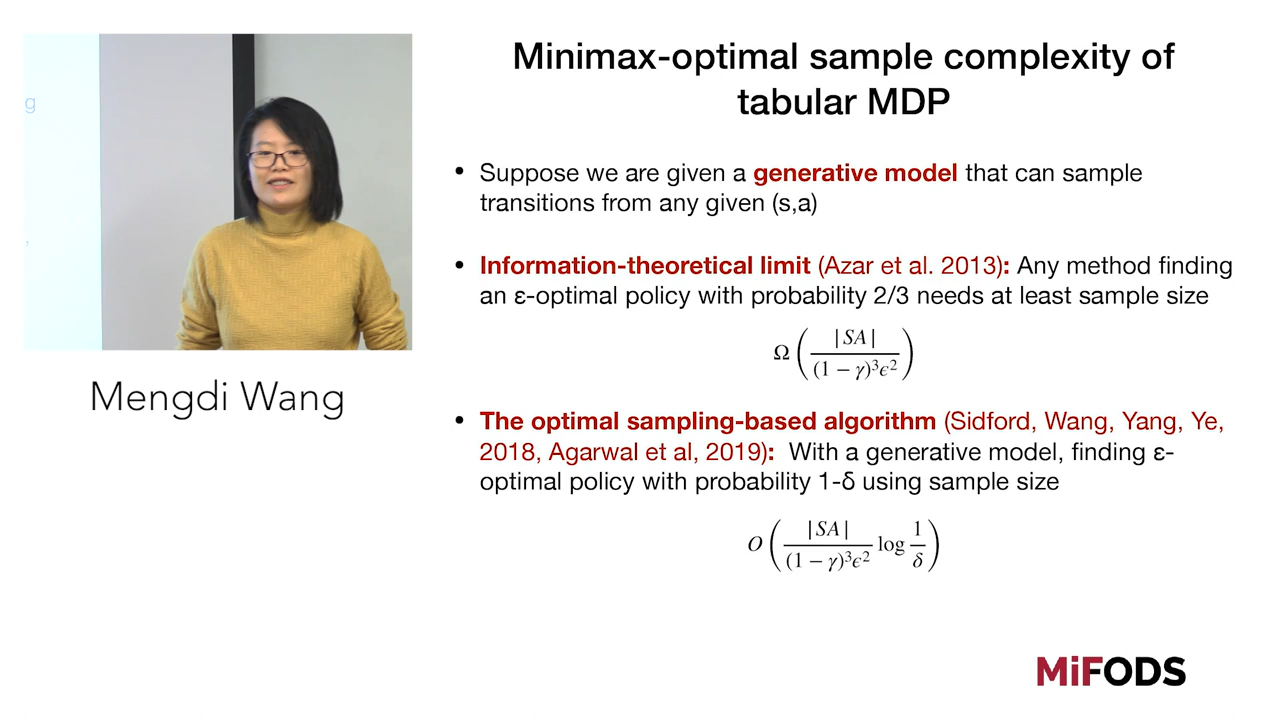 g
Mengdi Wang
Minimax-optimal sample complexity of
tabular MDP
• Suppose we are given a generative model that can sample
transitions from any given (s,a)
• Information-theoretical limit (Azar et al. 2013): Any method finding
an ε-optimal policy with probability 2/3 needs at least sample size
Ω ( |SA| / (1 − γ)³ϵ² )
• The optimal sampling-based algorithm (Sidford, Wang, Yang, Ye,
2018, Agarwal et al, 2019): With a generative model, finding ε-
optimal policy with probability 1-δ using sample size
O ( |SA| / (1 − γ)³ϵ² log 1 / δ )
MiFODS